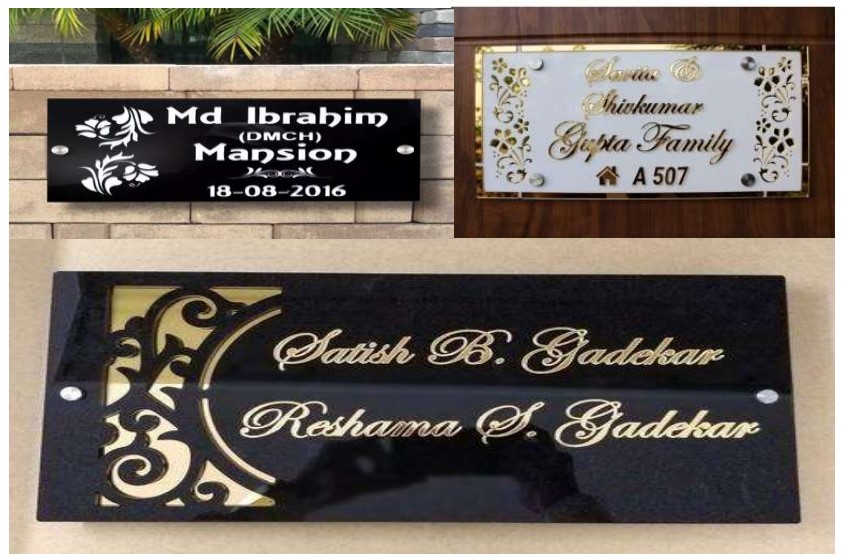 Md Ibrahim
(DMCH)
Mansion
18-08-2016
Savita &
Shivkumar
Gupta Family
A 507
Satish B. Gadekar
Reshama S. Gadekar